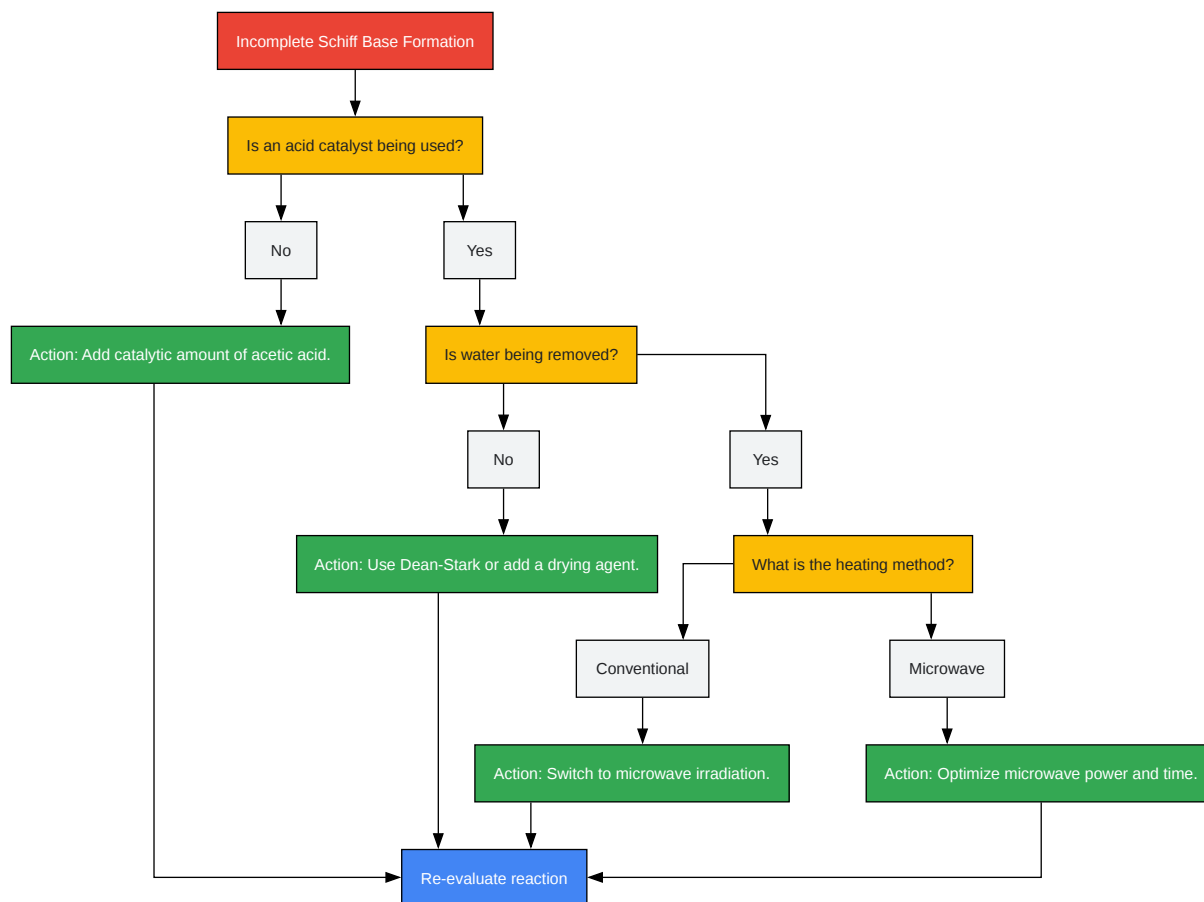 Incomplete Schiff Base Formation
Is an acid catalyst being used?
No
Yes
Action: Add catalytic amount of acetic acid.
Is water being removed?
No
Yes
Action: Use Dean-Stark or add a drying agent.
What is the heating method?
Conventional
Microwave
Action: Switch to microwave irradiation.
Action: Optimize microwave power and time.
Re-evaluate reaction